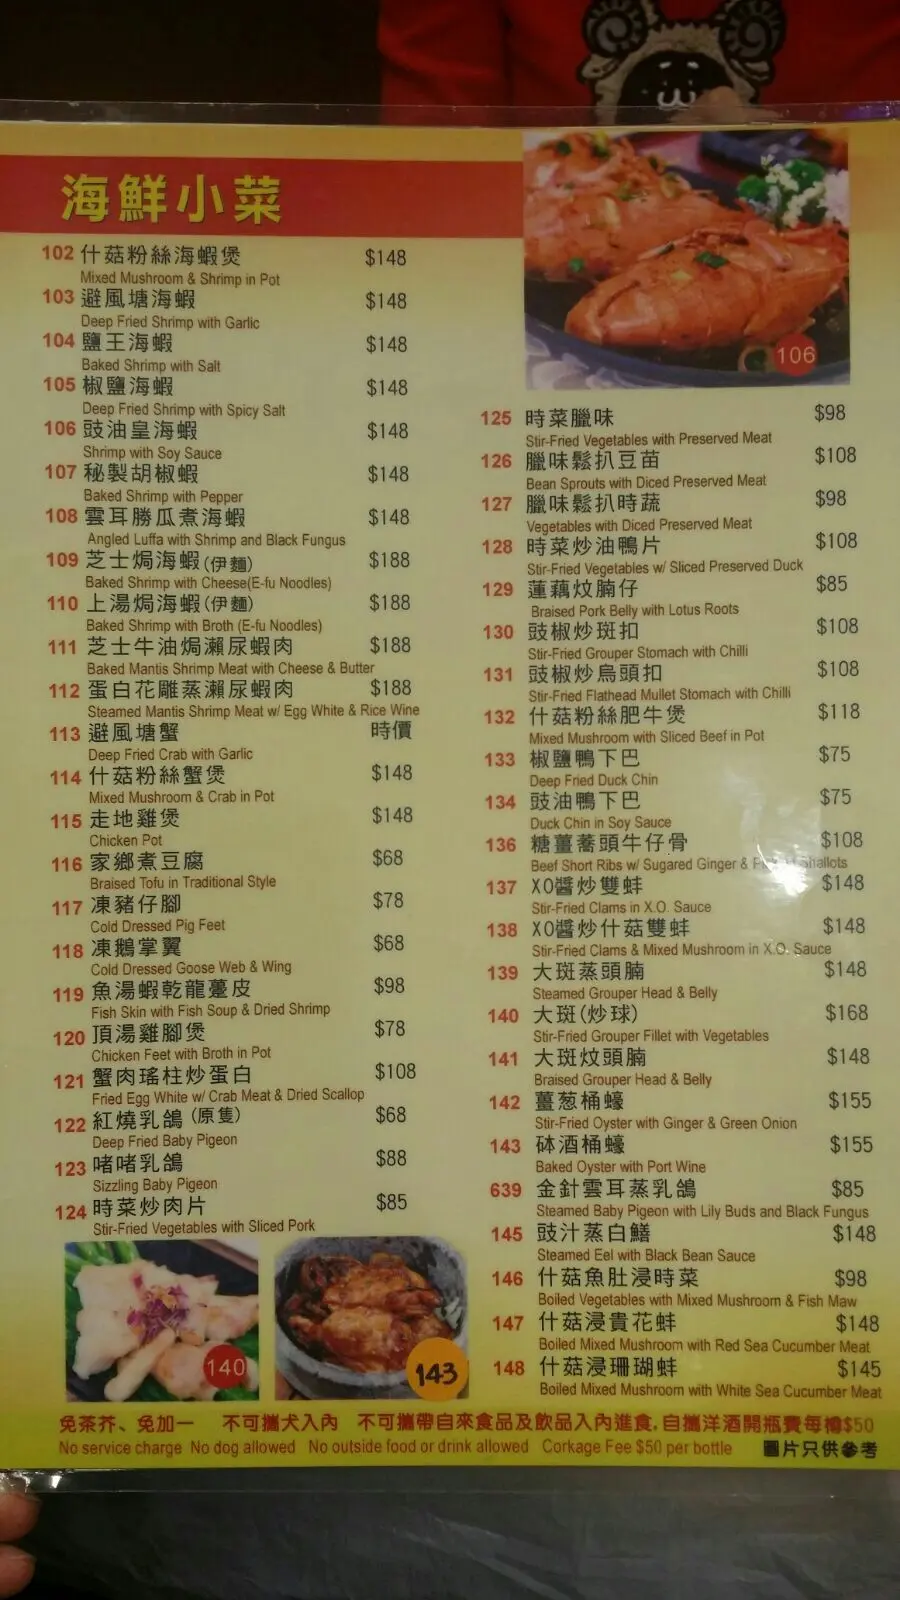 海鮮小菜
102 什菇粉絲海蝦煲 $148
Mixed Mushroom & Shrimp in Pot
103 避風塘海蝦 $148
Deep Fried Shrimp with Garlic
104 鹽王海蝦 $148
Baked Shrimp with Salt
105 椒鹽海蝦 $148
Deep Fried Shrimp with Spicy Salt
106 豉油皇海蝦 $148
Shrimp with Soy Sauce
107 秘製胡椒蝦 $148
Baked Shrimp with Pepper
108 雲耳勝瓜煮海蝦 $148
Angled Luffa with Shrimp and Black Fungus
109 芝士焗海蝦(伊麵) $188
Baked Shrimp with Cheese(E-fu Noodles)
110 上湯焗海蝦(伊麵) $188
Baked Shrimp with Broth (E-fu Noodles)
111 芝士牛油焗瀨尿蝦肉 $188
Baked Mantis Shrimp Meat with Cheese & Butter
112 蛋白花雕蒸瀨尿蝦肉 $188
Steamed Mantis Shrimp Meat w/ Egg White & Rice Wine
113 避風塘蟹 時價
Deep Fried Crab with Garlic
114 什菇粉絲蟹煲 $148
Mixed Mushroom & Crab in Pot
115 走地雞煲 $148
Chicken Pot
116 家鄉煮豆腐 $68
Braised Tofu in Traditional Style
117 凍豬仔腳 $78
Cold Dressed Pig Feet
118 凍鵝掌翼 $68
Cold Dressed Goose Web & Wing
119 魚湯蝦乾龍躉皮 $98
Fish Skin with Fish Soup & Dried Shrimp
120 頂湯雞腳煲 $78
Chicken Feet with Broth in Pot
121 蟹肉瑤柱炒蛋白 $108
Fried Egg White w/ Crab Meat & Dried Scallop
122 紅燒乳鴿(原隻) $68
Deep Fried Baby Pigeon
123 啫啫乳鴿 $88
Sizzling Baby Pigeon
124 時菜炒肉片 $85
Stir-Fried Vegetables with Sliced Pork
140
143
106
125 時菜臘味 $98
Stir-Fried Vegetables with Preserved Meat
126 臘味鬆扒豆苗 $108
Bean Sprouts with Diced Preserved Meat
127 臘味鬆扒時蔬 $98
Vegetables with Diced Preserved Meat
128 時菜炒油鴨片 $108
Stir-Fried Vegetables w/ Sliced Preserved Duck
129 蓮藕炆腩仔 $85
Braised Pork Belly with Lotus Roots
130 豉椒炒斑扣 $108
Stir-Fried Grouper Stomach with Chilli
131 豉椒炒烏頭扣 $108
Stir-Fried Flathead Mullet Stomach with Chilli
132 什菇粉絲肥牛煲 $118
Mixed Mushroom with Sliced Beef in Pot
133 椒鹽鴨下巴 $75
Deep Fried Duck Chin
134 豉油鴨下巴 $75
Duck Chin in Soy Sauce
136 糖薑蕎頭牛仔骨 $108
Beef Short Ribs w/ Sugared Ginger & Shallots
137 XO醬炒雙蚌 $148
Stir-Fried Clams in X.O. Sauce
138 XO醬炒什菇雙蚌 $148
Stir-Fried Clams & Mixed Mushroom in X.O. Sauce
139 大斑蒸頭腩 $148
Steamed Grouper Head & Belly
140 大斑(炒球) $168
Stir-Fried Grouper Fillet with Vegetables
141 大斑炆頭腩 $148
Braised Grouper Head & Belly
142 薑葱桶蠔 $155
Stir-Fried Oyster with Ginger & Green Onion
143 砵酒桶蠔 $155
Baked Oyster with Port Wine
639 金針雲耳蒸乳鴿 $85
Steamed Baby Pigeon with Lily Buds and Black Fungus
145 豉汁蒸白鱔 $148
Steamed Eel with Black Bean Sauce
146 什菇魚肚浸時菜 $98
Boiled Vegetables with Mixed Mushroom & Fish Maw
147 什菇浸貴花蚌 $148
Boiled Mixed Mushroom with Red Sea Cucumber Meat
148 什菇浸珊瑚蚌 $145
Boiled Mixed Mushroom with White Sea Cucumber Meat
免茶芥、免加一 不可攜犬入內 不可攜帶自來食品及飲品入內進食,自攜洋酒開瓶費每樽$50
No service charge No dog allowed No outside food or drink allowed Corkage Fee $50 per bottle 圖片只供參考